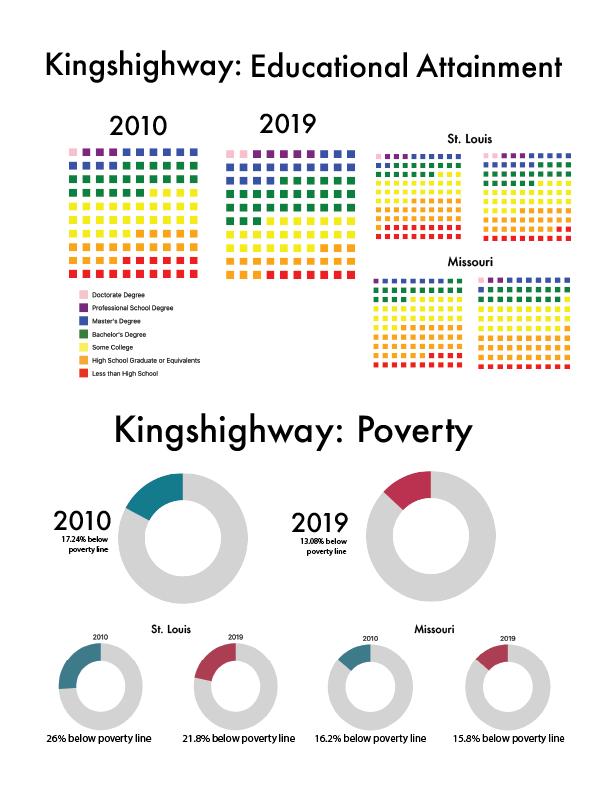 Kingshighway: Educational Attainment
2010
2019
St. Louis
Missouri
Doctorate Degree
Professional School Degree
Master's Degree
Bachelor's Degree
Some College
High School Graduate or Equivalents
Less than High School
Kingshighway: Poverty
2010
17.24% below
poverty line
2019
13.08% below
poverty line
St. Louis
Missouri
2010
2019
2010
2019
26% below poverty line
21.8% below poverty line
16.2% below poverty line
15.8% below poverty line